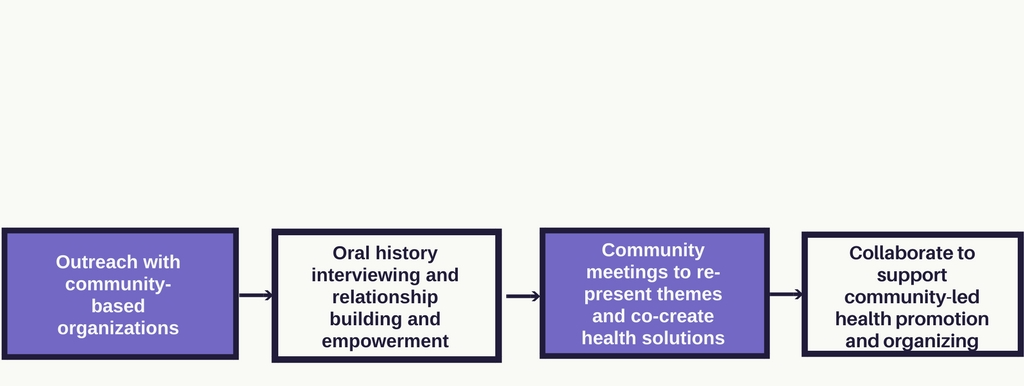 Outreach with
community-
based
organizations
Oral history
interviewing and
relationship
building and
empowerment
Community
meetings to re-
present themes
and co-create
health solutions
Collaborate to
support
community-led
health promotion
and organizing